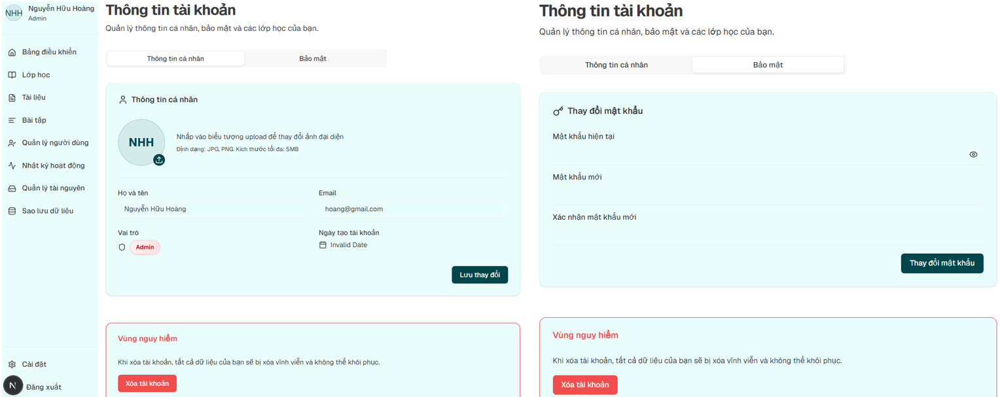 NHH
Nguyễn Hữu Hoàng
Admin
Bảng điều khiển
Lớp học
Tài liệu
Bài tập
Quản lý người dùng
Nhật ký hoạt động
Quản lý tài nguyên
Sao lưu dữ liệu
Cài đặt
N
Đăng xuất
Thông tin tài khoản
Quản lý thông tin cá nhân, bảo mật và các lớp học của bạn.
Thông tin cá nhân
Bảo mật
Thông tin cá nhân
NHH
Nhấp vào biểu tượng upload để thay đổi ảnh đại diện
Định dạng: JPG, PNG. Kích thước tối đa: 5MB
Họ và tên
Nguyễn Hữu Hoàng
Email
hoang@gmail.com
Vai trò
Admin
Ngày tạo tài khoản
Invalid Date
Lưu thay đổi
Vùng nguy hiểm
Khi xóa tài khoản, tất cả dữ liệu của bạn sẽ bị xóa vĩnh viễn và không thể khôi phục.
Xóa tài khoản
Thông tin tài khoản
Quản lý thông tin cá nhân, bảo mật và các lớp học của bạn.
Thông tin cá nhân
Bảo mật
Thay đổi mật khẩu
Mật khẩu hiện tại
Mật khẩu mới
Xác nhận mật khẩu mới
Thay đổi mật khẩu
Vùng nguy hiểm
Khi xóa tài khoản, tất cả dữ liệu của bạn sẽ bị xóa vĩnh viễn và không thể khôi phục.
Xóa tài khoản